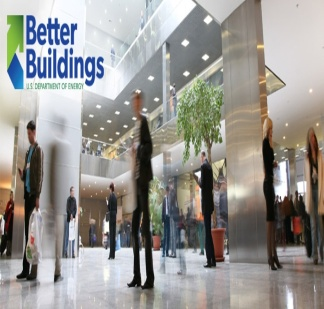 Better
Buildings
U.S. DEPARTMENT OF ENERGY